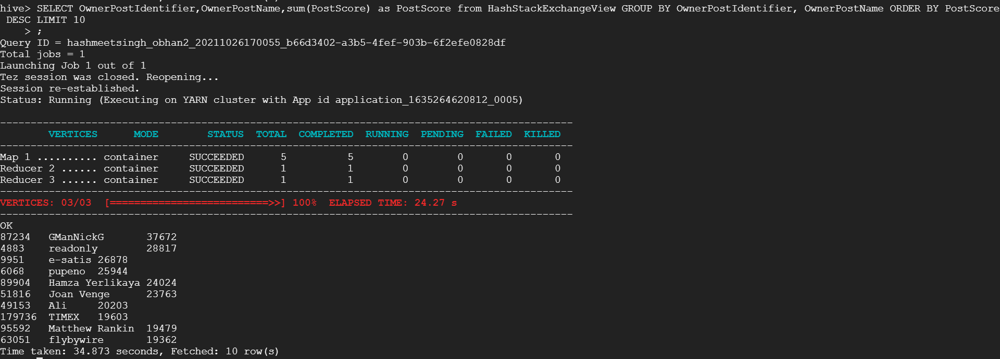 hive> SELECT OwnerPostIdentifier,OwnerPostName,sum(PostScore) as PostScore from HashStackExchangeView GROUP BY OwnerPostIdentifier, OwnerPostName ORDER BY PostScore
 DESC LIMIT 10
    > ;
Query ID = hashmeetsingh_obhan2_20211026170055_b66d3402-a3b5-4fef-903b-6f2efe0828df
Total jobs = 1
Launching Job 1 out of 1
Tez session was closed. Reopening...
Session re-established.
Status: Running (Executing on YARN cluster with App id application_1635264620812_0005)
----------------------------------------------------------------------------------------------
        VERTICES      MODE        STATUS  TOTAL  COMPLETED  RUNNING  PENDING  FAILED  KILLED
----------------------------------------------------------------------------------------------
Map 1 .......... container     SUCCEEDED      5          5        0        0       0       0
Reducer 2 ...... container     SUCCEEDED      1          1        0        0       0       0
Reducer 3 ...... container     SUCCEEDED      1          1        0        0       0       0
----------------------------------------------------------------------------------------------
VERTICES: 03/03  [==========================>>] 100%  ELAPSED TIME: 24.27 s
----------------------------------------------------------------------------------------------
OK
87234   GManNickG       37672
4883    readonly        28817
9951    e-satis 26878
6068    pupeno  25944
89904   Hamza Yerlikaya 24024
51816   Joan Venge      23763
49153   Ali     20203
179736  TIMEX   19603
95592   Matthew Rankin  19479
63051   flybywire       19362
Time taken: 34.873 seconds, Fetched: 10 row(s)